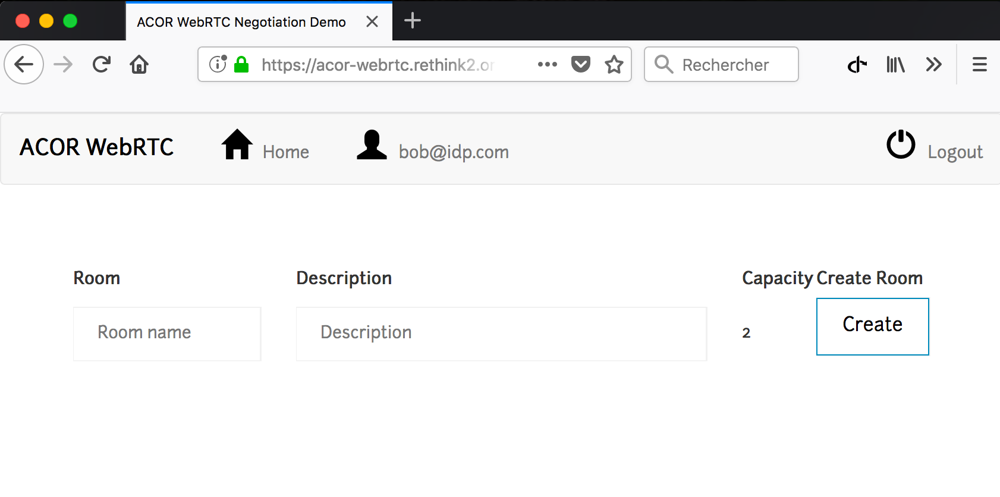 ACOR WebRTC Negotiation Demo
https://acor-webrtc.rethink2.or
Rechercher
ACOR WebRTC Home bob@idp.com Logout
Room Description Capacity Create Room
Room name Description 2 Create